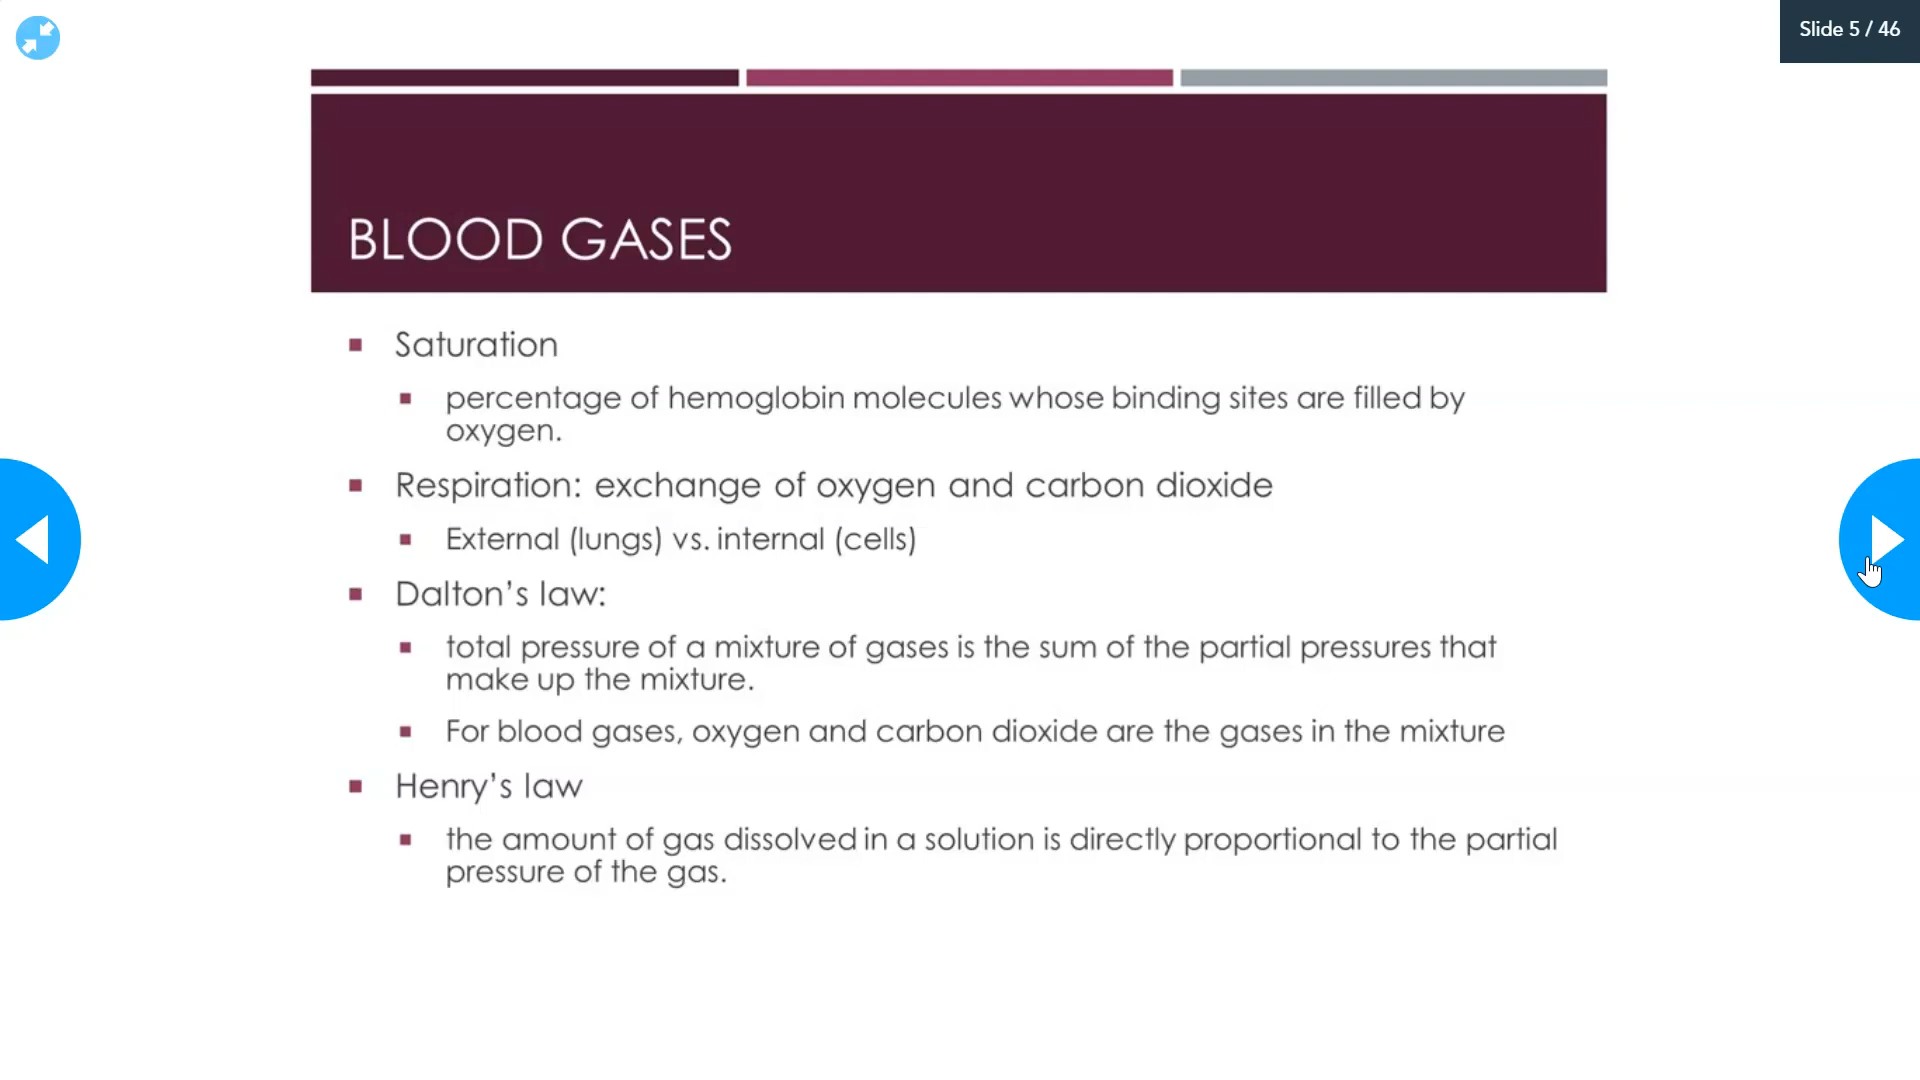 Slide 5 / 46
BLOOD GASES
Saturation
percentage of hemoglobin molecules whose binding sites are filled by
oxygen.
Respiration: exchange of oxygen and carbon dioxide
External (lungs) vs. internal (cells)
Dalton’s law:
total pressure of a mixture of gases is the sum of the partial pressures that
make up the mixture.
For blood gases, oxygen and carbon dioxide are the gases in the mixture
Henry’s law
the amount of gas dissolved in a solution is directly proportional to the partial
pressure of the gas.